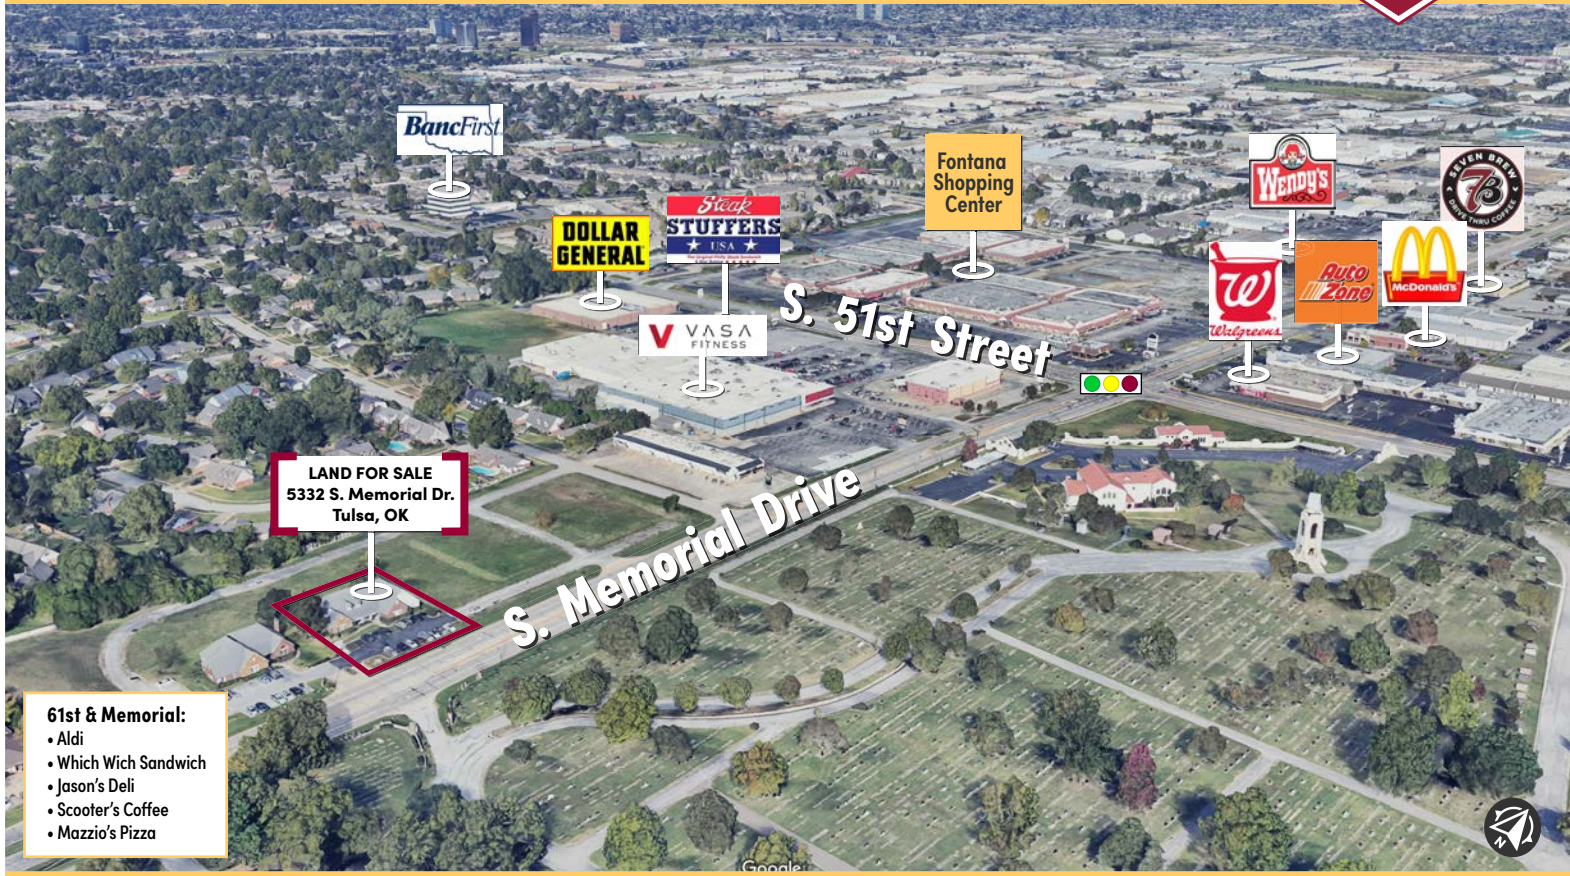 BancFirst
DOLLAR
GENERAL
Steak
STUFFERS
USA
VASA
FITNESS
Fontana
Shopping
Center
Wendy's
SEVEN BREW
7B
DRIVE THRU COFFEE
W
Walgreens
Auto
Zone
McDonald's
S. 51st Street
LAND FOR SALE
5332 S. Memorial Dr.
Tulsa, OK
S. Memorial Drive
61st & Memorial:
• Aldi
• Which Wich Sandwich
• Jason's Deli
• Scooter's Coffee
• Mazzio's Pizza
N
Google